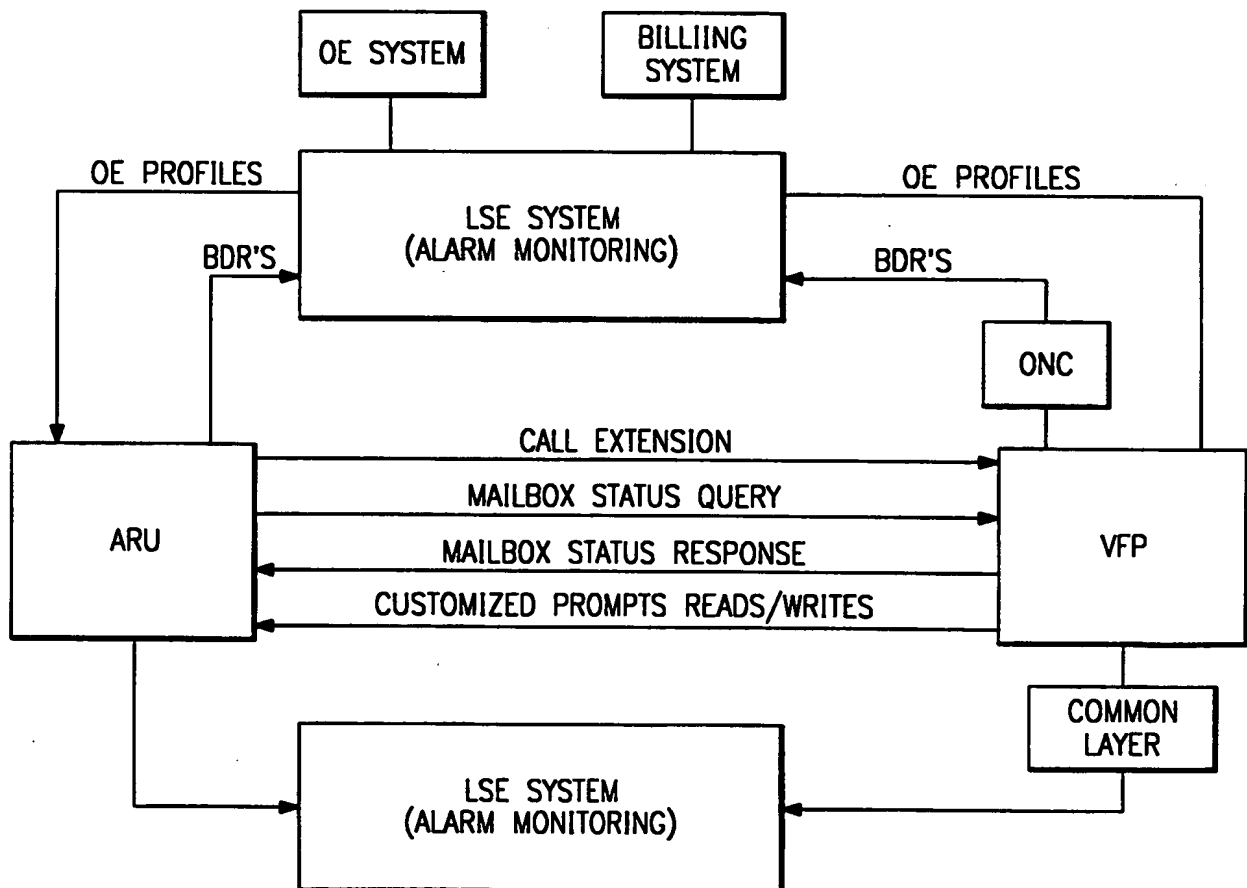 OE SYSTEM
BILLIING
SYSTEM
OE PROFILES
OE PROFILES
LSE SYSTEM
(ALARM MONITORING)
BDR'S
BDR'S
ONC
CALL EXTENSION
MAILBOX STATUS QUERY
ARU
VFP
MAILBOX STATUS RESPONSE
CUSTOMIZED PROMPTS READS/WRITES
COMMON
LAYER
LSE SYSTEM
(ALARM MONITORING)